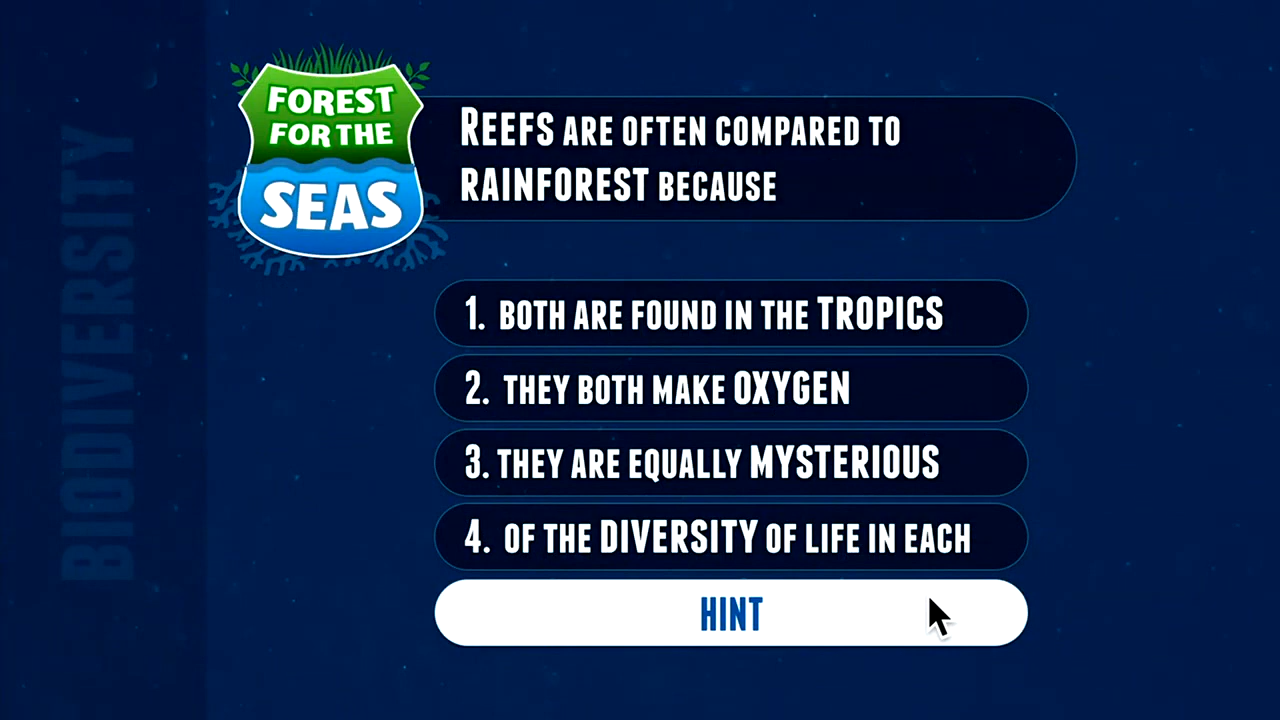 FOREST
FOR THE
SEAS
REEFS ARE OFTEN COMPARED TO
RAINFOREST BECAUSE
1. BOTH ARE FOUND IN THE TROPICS
2. THEY BOTH MAKE OXYGEN
3. THEY ARE EQUALLY MYSTERIOUS
4. OF THE DIVERSITY OF LIFE IN EACH
HINT
BIODIVERSITY